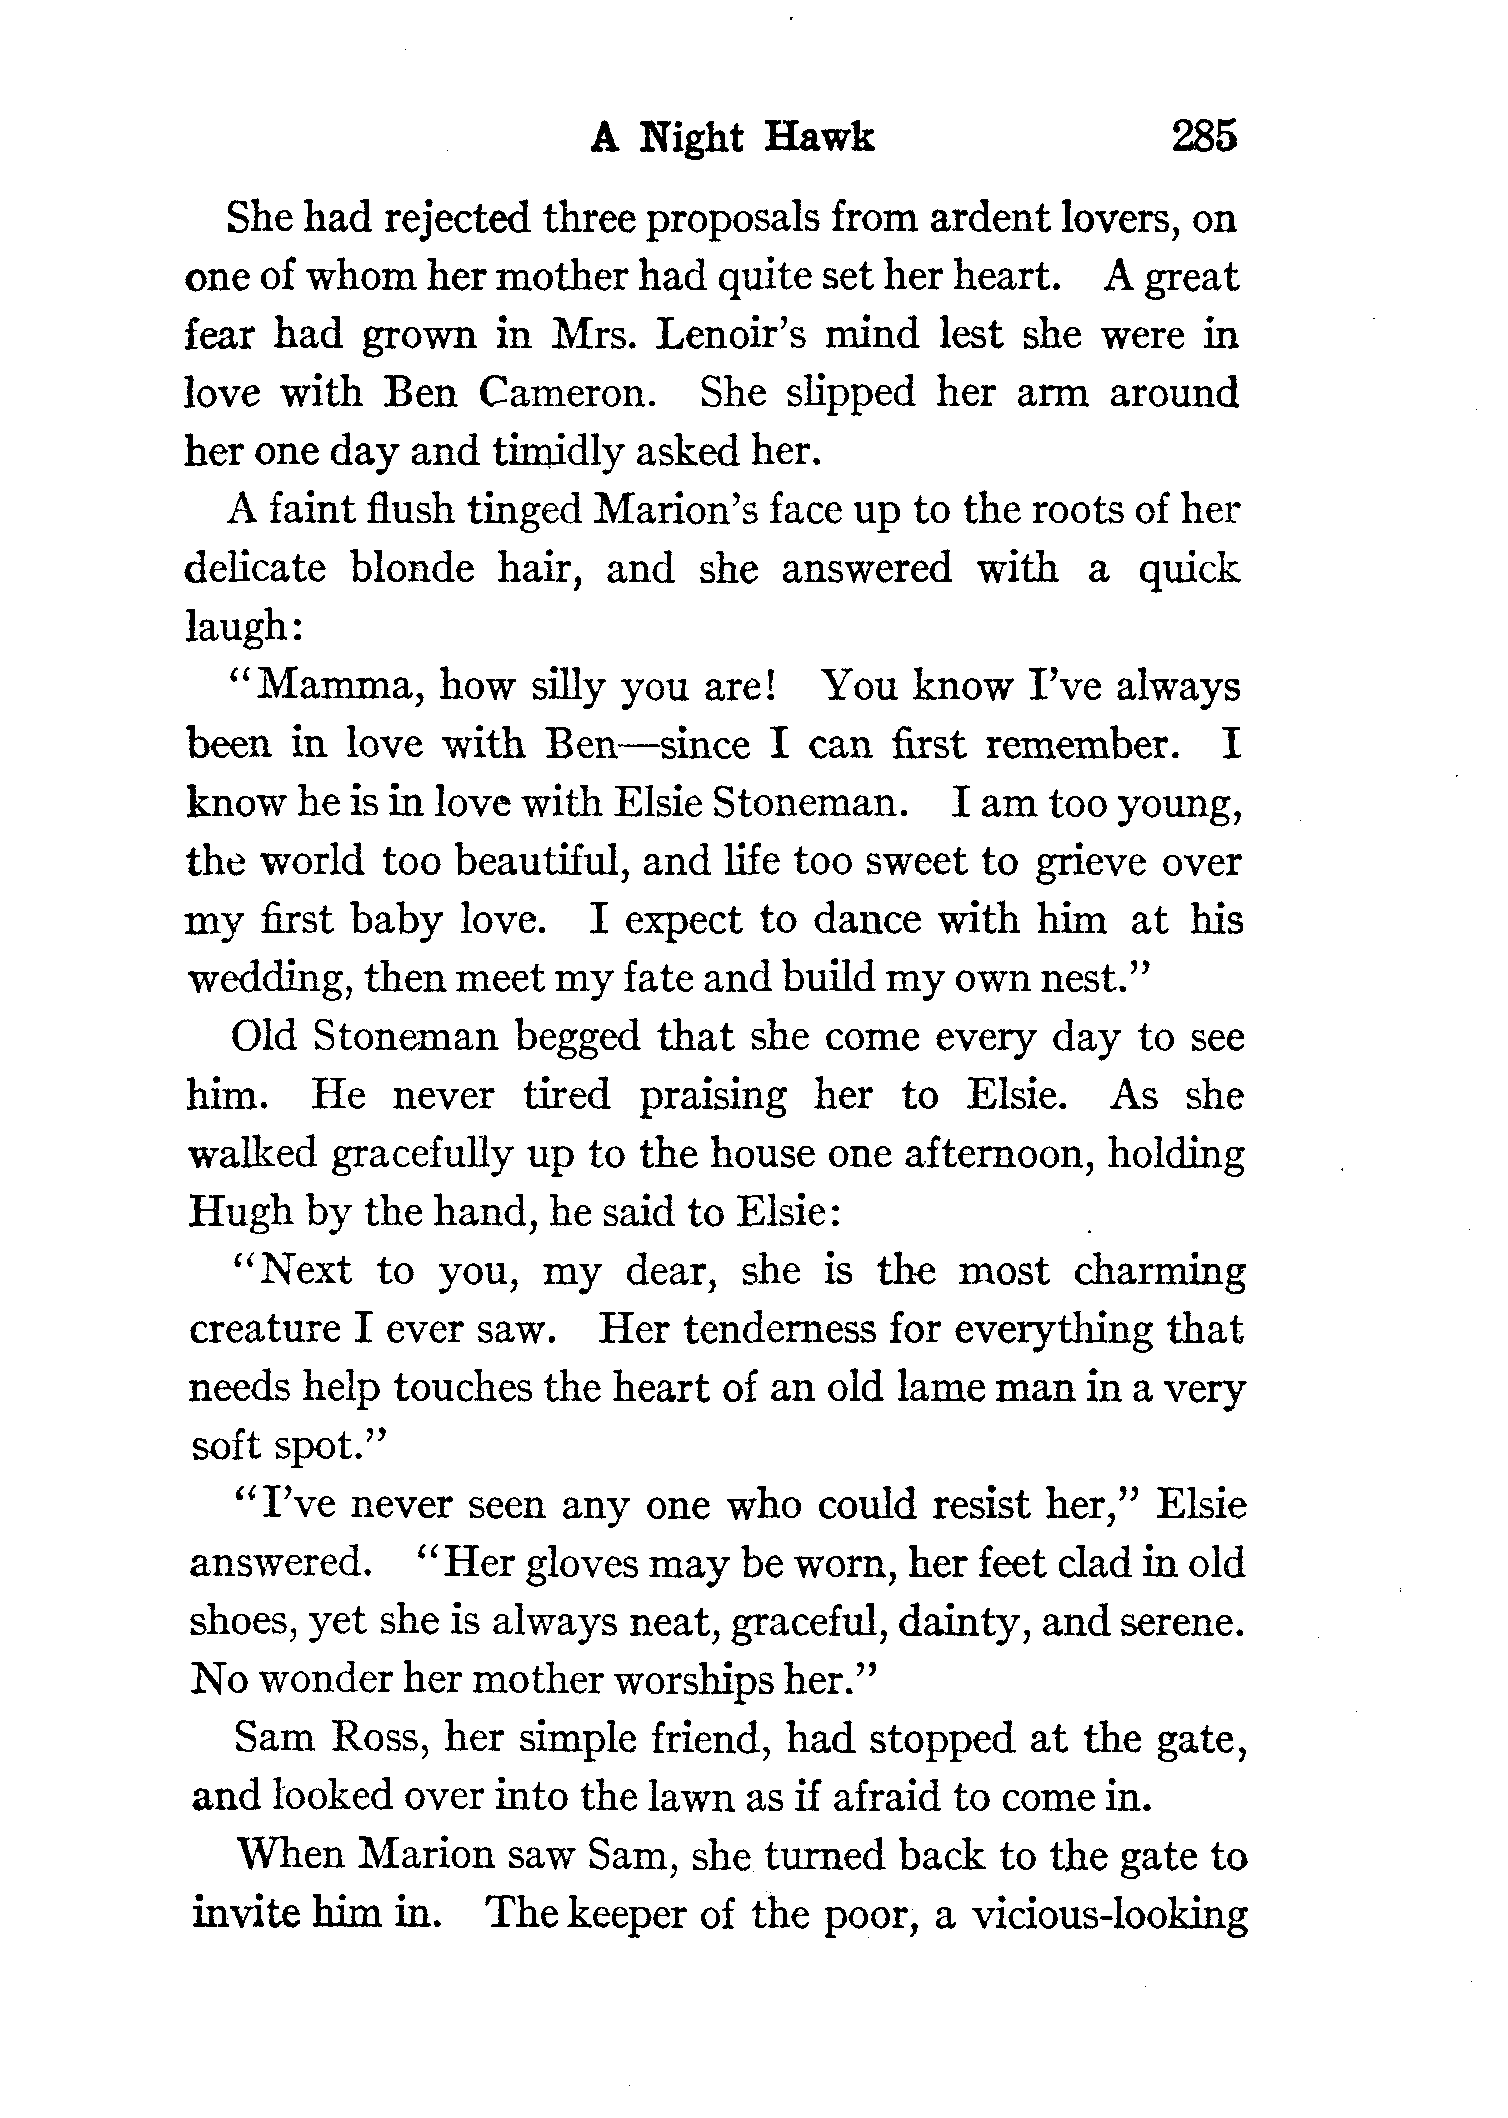 A Night Hawk 285
She had rejected three proposals from ardent lovers, on
one of whom her mother had quite set her heart. A great
fear had grown in Mrs. Lenoir's mind lest she were in
love with Ben Cameron. She slipped her arm around
her one day and timidly asked her.
A faint flush tinged Marion's face up to the roots of her
delicate blonde hair, and she answered with a quick
laugh:
"Mamma, how silly you are! You know I've always
been in love with Ben—since I can first remember. I
know he is in love with Elsie Stoneman. I am too young,
the world too beautiful, and life too sweet to grieve over
my first baby love. I expect to dance with him at his
wedding, then meet my fate and build my own nest."
Old Stoneman begged that she come every day to see
him. He never tired praising her to Elsie. As she
walked gracefully up to the house one afternoon, holding
Hugh by the hand, he said to Elsie:
"Next to you, my dear, she is the most charming
creature I ever saw. Her tenderness for everything that
needs help touches the heart of an old lame man in a very
soft spot."
"I've never seen any one who could resist her," Elsie
answered. "Her gloves may be worn, her feet clad in old
shoes, yet she is always neat, graceful, dainty, and serene.
No wonder her mother worships her."
Sam Ross, her simple friend, had stopped at the gate,
and looked over into the lawn as if afraid to come in.
When Marion saw Sam, she turned back to the gate to
invite him in. The keeper of the poor, a vicious-looking